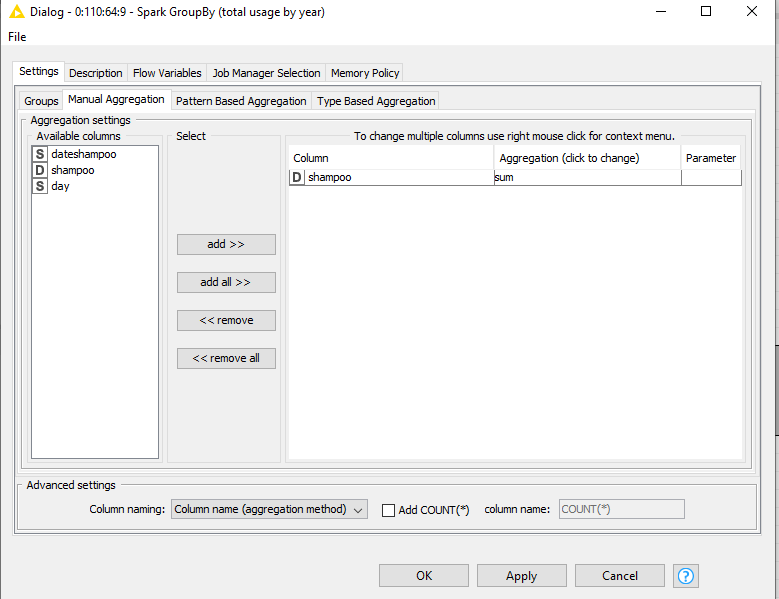 Dialog - 0:110:64:9 - Spark GroupBy (total usage by year)
File
Settings Description Flow Variables Job Manager Selection Memory Policy
Groups Manual Aggregation Pattern Based Aggregation Type Based Aggregation
Aggregation settings
Available columns
S dateshampoo
D shampoo
S day
Select
add >>
add all >>
<< remove
<< remove all
To change multiple columns use right mouse click for context menu.
Column Aggregation (click to change) Parameter
D shampoo sum
Advanced settings
Column naming: Column name (aggregation method) Add COUNT(*) column name: COUNT(*)
OK Apply Cancel ?